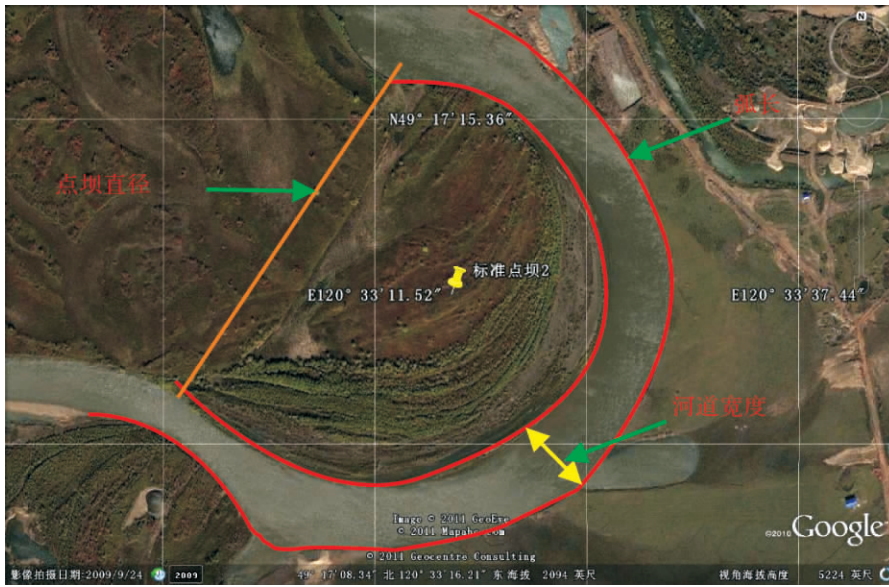 N
弧长
N49° 17′15.36″
点坝直径
标准点坝2
E120° 33′11.52″
E120° 33′37.44″
河道宽度
Image © 2011 GeoEye
© 2011 Mapabc.com
©2010 Google
© 2011 Geocentre Consulting
影像拍摄日期:2009/9/24
2009
49° 17′08.34″ 北 120° 33′16.21″ 东 海拔 2094 英尺
视角海拔高度 5224 英尺